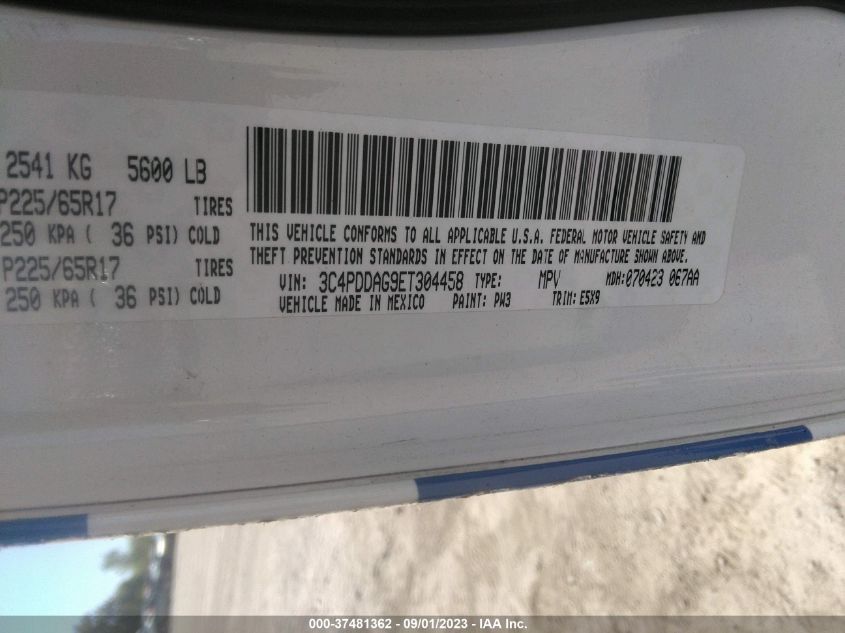 2541 KG 5600 LB
P225/65R17 TIRES
250 KPA ( 36 PSI) COLD
P225/65R17 TIRES
250 KPA ( 36 PSI) COLD
THIS VEHICLE CONFORMS TO ALL APPLICABLE U.S.A. FEDERAL MOTOR VEHICLE SAFETY AND
THEFT PREVENTION STANDARDS IN EFFECT ON THE DATE OF MANUFACTURE SHOWN ABOVE.
VIN: 3C4PDDAG9ET304458 TYPE: MPV MDH:070423 067AA
VEHICLE MADE IN MEXICO PAINT: PW3 TRIM: E5X9
000-37481362 - 09/01/2023 - IAA Inc.